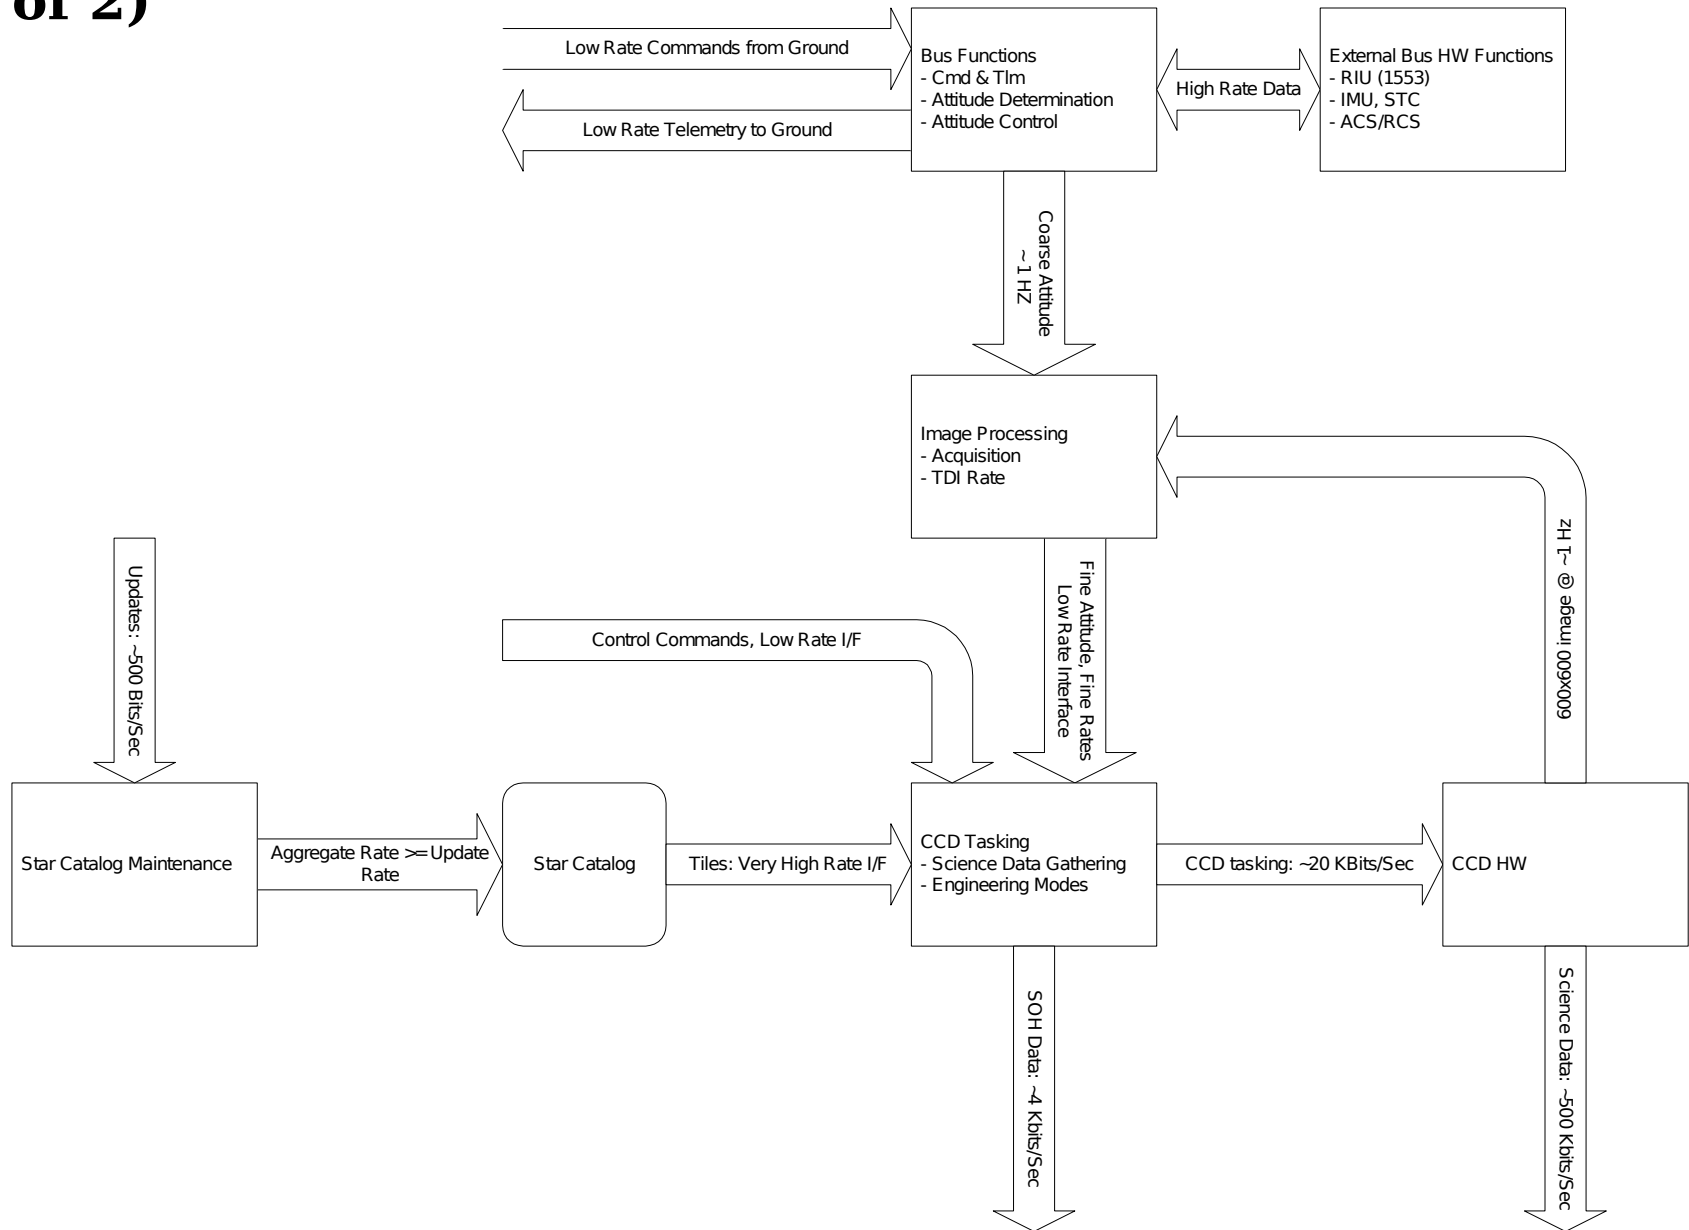 of 2)
Low Rate Commands from Ground
Low Rate Telemetry to Ground
Bus Functions
- Cmd & Tlm
- Attitude Determination
- Attitude Control
High Rate Data
External Bus HW Functions
- RIU (1553)
- IMU, STC
- ACS/RCS
Coarse Attitude
~ 1 HZ
Image Processing
- Acquisition
- TDI Rate
600x600 image @ ~1 Hz
Fine Attitude, Fine Rates
Low Rate Interface
Control Commands, Low Rate I/F
Updates: ~500 Bits/Sec
Star Catalog Maintenance
Aggregate Rate >= Update
Rate
Star Catalog
Tiles: Very High Rate I/F
CCD Tasking
- Science Data Gathering
- Engineering Modes
CCD tasking: ~20 KBits/Sec
CCD HW
SOH Data: ~4 Kbits/Sec
Science Data: ~500 Kbits/Sec